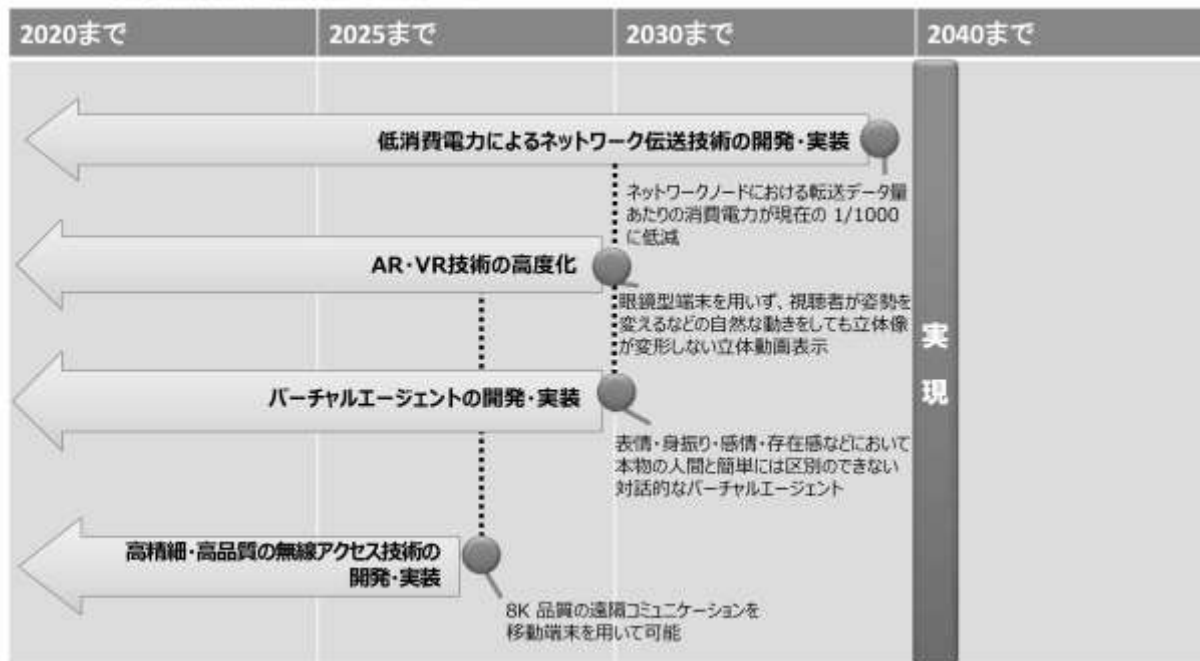 2020まで
2025まで
2030まで
2040まで
低消費電力によるネットワーク伝送技術の開発・実装
ネットワークノードにおける転送データ量
あたりの消費電力が現在の 1/1000
に低減
AR・VR技術の高度化
眼鏡型端末を用いず、視聴者が姿勢を
変えるなどの自然な動きをしても立体像
が変形しない立体動画表示
実
現
バーチャルエージェントの開発・実装
表情・身振り・感情・存在感などにおいて
本物の人間と簡単には区別のできない
対話的なバーチャルエージェント
高精細・高品質の無線アクセス技術の
開発・実装
8K 品質の遠隔コミュニケーションを
移動端末を用いて可能